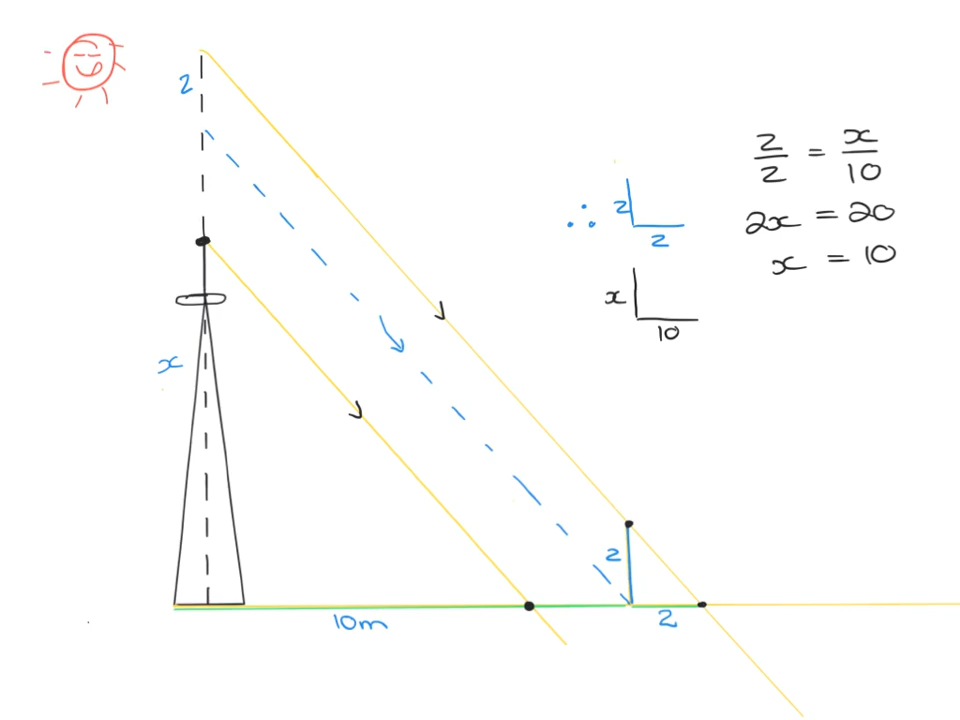 2
x
10m
2
2
∴ 2
2
x
10
2/2 = x/10
2x = 20
x = 10